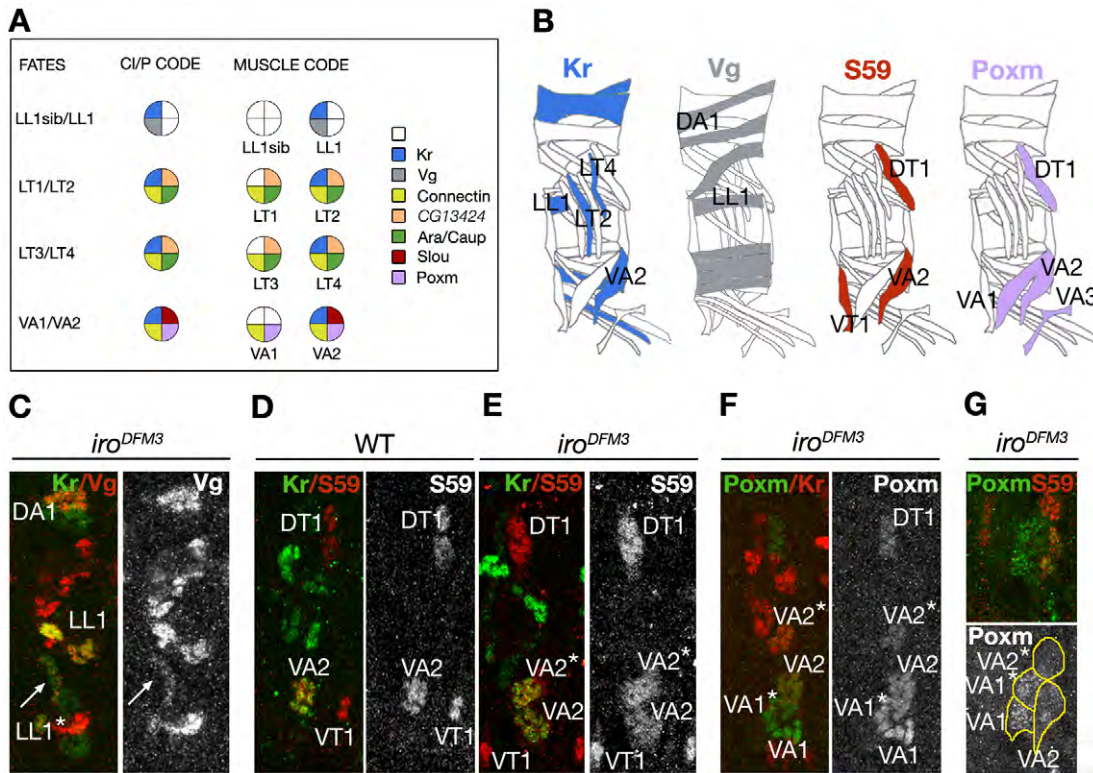 A
FATES CI/P CODE MUSCLE CODE
LL1sib/LL1
LL1sib LL1
LT1/LT2
LT1 LT2
LT3/LT4
LT3 LT4
VA1/VA2
VA1 VA2
Kr
Vg
Connectin
CG13424
Ara/Caup
Slou
Poxm
B
Kr Vg S59 Poxm
DA1
LT4
DT1
DT1
LL1
LL1
LT2
VA2
VA2
VA2
VA1
VA3
VT1
C D E F G
iroDFM3 WT iroDFM3 iroDFM3 iroDFM3
Kr/Vg Vg
DA1
LL1
LL1*
Kr/S59 S59
DT1 DT1
VA2 VA2
VT1 VT1
Kr/S59 S59
DT1 DT1
VA2* VA2*
VA2 VA2
VT1 VT1
Poxm/Kr Poxm
DT1
VA2* VA2*
VA2 VA2
VA1* VA1*
VA1 VA1
PoxmS59
Poxm
VA2*
VA1*
VA1
VA2